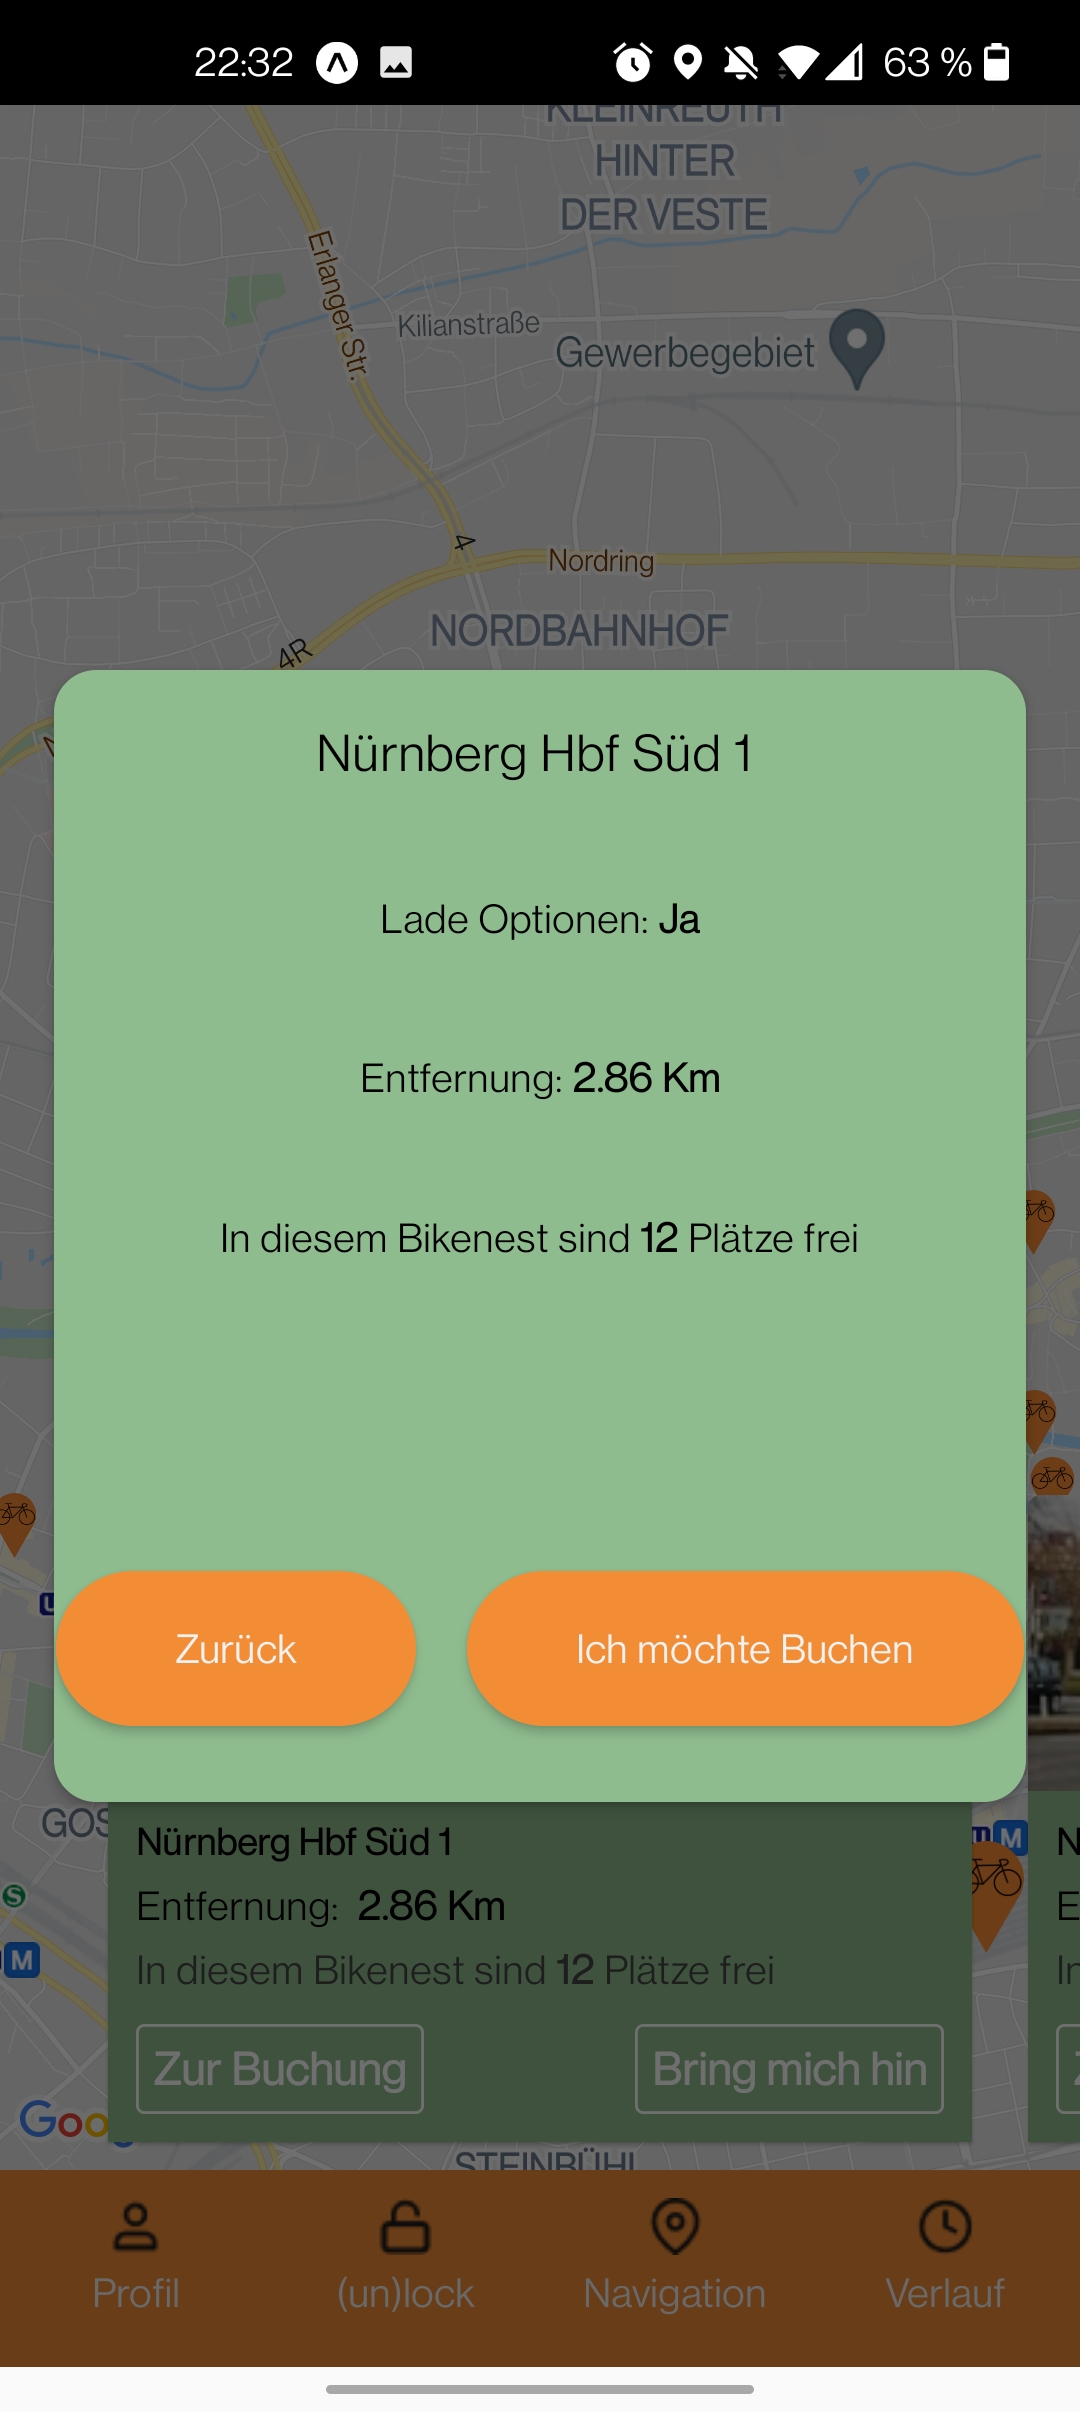 22:32
63 %
KLEINREUTH
HINTER
DER VESTE
Erlanger Str.
Kilianstraße
Gewerbegebiet
4
Nordring
NORDBAHNHOF
4R
Nürnberg Hbf Süd 1
Lade Optionen: Ja
Entfernung: 2.86 Km
In diesem Bikenest sind 12 Plätze frei
U
Zurück
Ich möchte Buchen
GOS
Nürnberg Hbf Süd 1
M
N
S
Entfernung: 2.86 Km
E
M
In diesem Bikenest sind 12 Plätze frei
In
Zur Buchung
Bring mich hin
Z
Goog
STEINBÜHL
Profil
(un)lock
Navigation
Verlauf